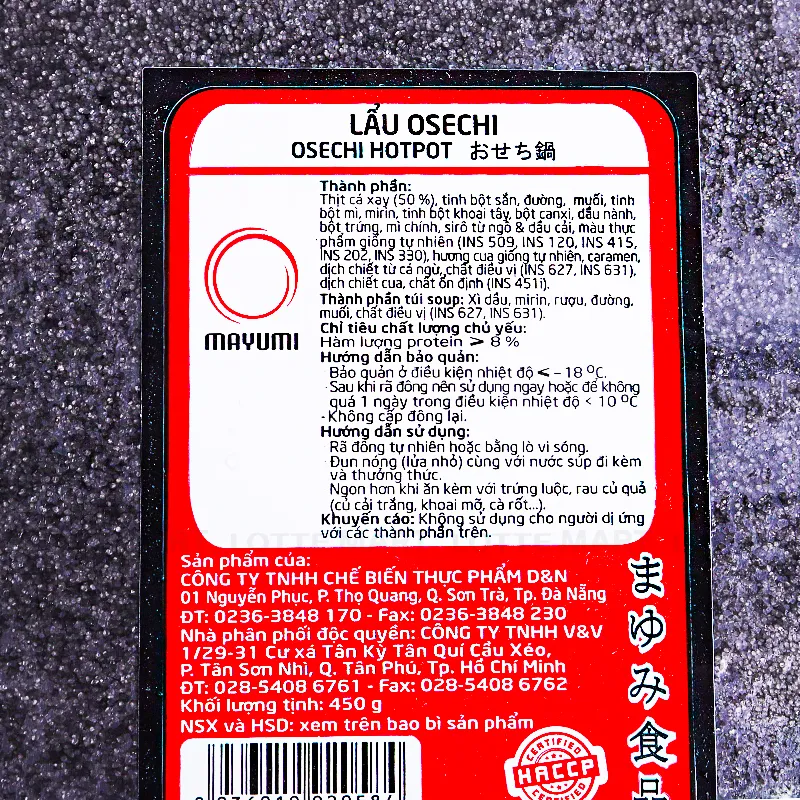 LẨU OSECHI
OSECHI HOTPOT おせち鍋
MAYUMI
Thành phần:
Thịt cá xay (50 %), tinh bột sắn, đường, muối, tinh
bột mì, mirin, tinh bột khoai tây, bột canxi, dầu nành,
bột trứng, mì chính, sirô từ ngô & dầu cải, màu thực
phẩm giống tự nhiên (INS 509, INS 120, INS 415,
INS 202, INS 330), hương cua giống tự nhiên, caramen,
dịch chiết từ cá ngừ, chất điều vị (INS 627, INS 631),
dịch chiết cua, chất ổn định (INS 451i).
Thành phần túi soup: Xì dầu, mirin, rượu, đường,
muối, chất điều vị (INS 627, INS 631).
Chỉ tiêu chất lượng chủ yếu:
Hàm lượng protein ⩾ 8 %
Hướng dẫn bảo quản:
- Bảo quản ở điều kiện nhiệt độ ⩽ - 18 ºC.
- Sau khi rã đông nên sử dụng ngay hoặc để không
quá 1 ngày trong điều kiện nhiệt độ < 10 ºC
- Không cấp đông lại.
Hướng dẫn sử dụng:
Rã đông tự nhiên hoặc bằng lò vi sóng.
Đun nóng (lửa nhỏ) cùng với nước súp đi kèm
và thưởng thức.
Ngon hơn khi ăn kèm với trứng luộc, rau củ quả
(củ cải trắng, khoai mỡ, cà rốt...).
Khuyến cáo: Không sử dụng cho người dị ứng
với các thành phần trên.
Sản phẩm của:
CÔNG TY TNHH CHẾ BIẾN THỰC PHẨM D&N
01 Nguyễn Phục, P. Thọ Quang, Q. Sơn Trà, Tp. Đà Nẵng
ĐT: 0236-3848 170 - Fax: 0236-3848 230
Nhà phân phối độc quyền: CÔNG TY TNHH V&V
1/29-31 Cư xá Tân Kỳ Tân Quí Cầu Xéo,
P. Tân Sơn Nhì, Q. Tân Phú, Tp. Hồ Chí Minh
ĐT: 028-5408 6761 - Fax: 028-5408 6762
Khối lượng tịnh: 450 g
NSX và HSD: xem trên bao bì sản phẩm
まゆみ食品
CERTIFIED
HACCP
CERTIFIED